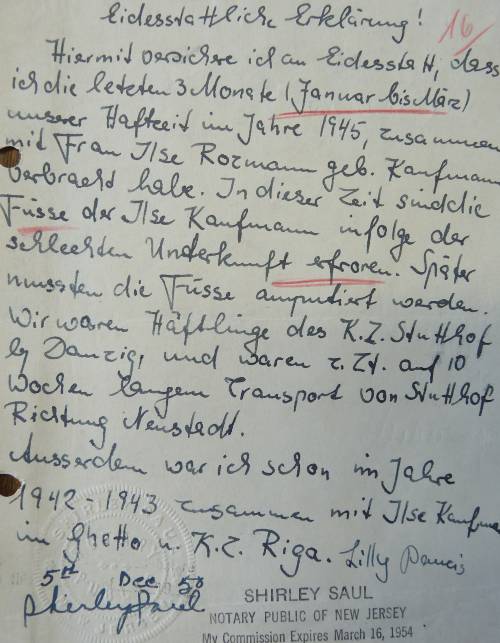 Eidesstattliche Erklärung!
16
Hiermit versichere ich an Eidesstatt, dass
ich die letzten 3 Monate (Januar bis März)
unserer Haftzeit im Jahre 1945, zusammen
mit Frau Ilse Rozmann geb. Kaufmann
verbracht habe. In dieser Zeit sind die
Füsse der Ilse Kaufmann infolge der
schlechten Underkunft erfroren. Später
mussten die Füsse amputiert werden.
Wir waren Häftlinge des K.Z. Stutthof
by Danzig, und waren z. Zt. auf 10
Wochen langem Transport von Stutthof
Richtung Neustadt.
Ausserdem war ich schon im Jahre
1942-1943 zusammen mit Ilse Kaufm
im Ghetto u. K.Z. Riga. Lilly
5th Dec 50
Shirley Saul
SHIRLEY SAUL
NOTARY PUBLIC OF NEW JERSEY
My Commission Expires March 16, 1954